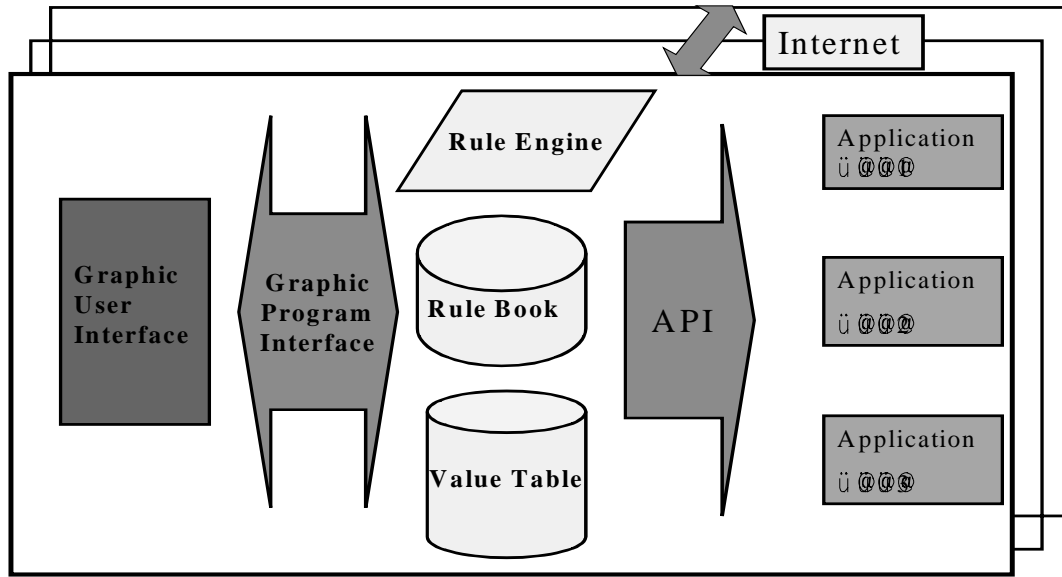 Internet
Rule Engine
Application
Graphic
User
Interface
Graphic
Program
Interface
Rule Book
API
Application
Value Table
Application